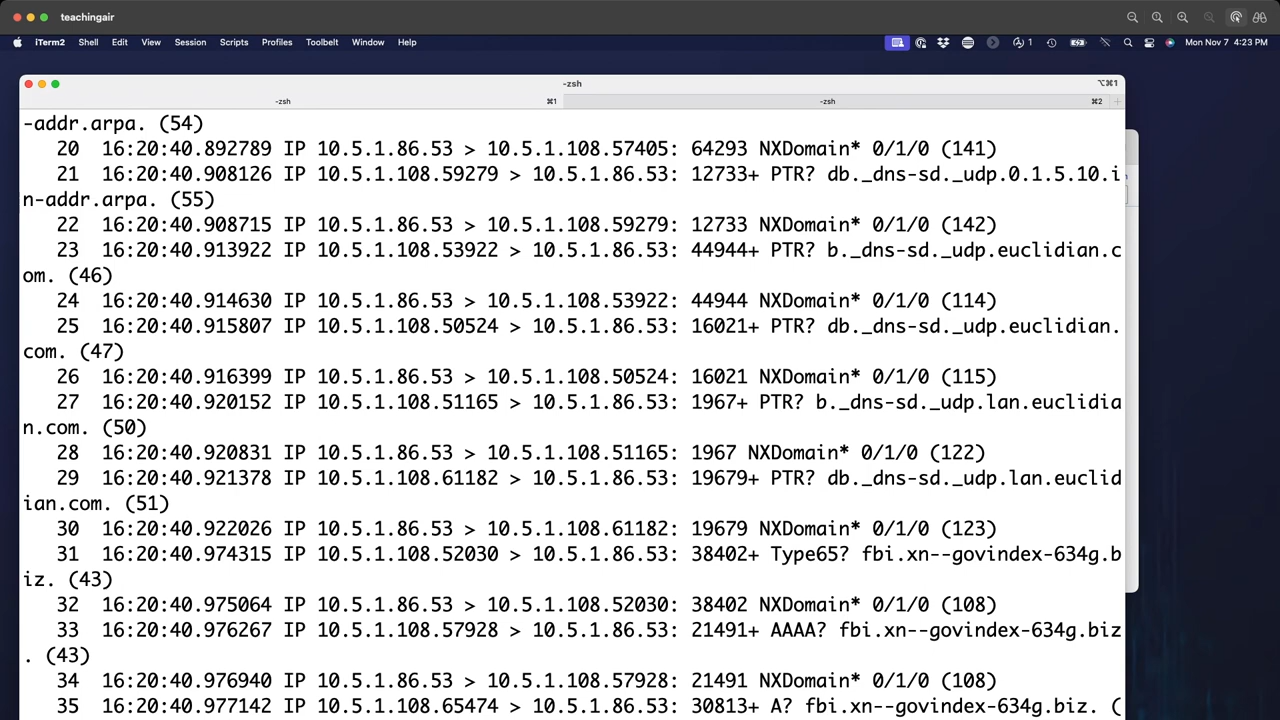 teachingair
iTerm2 Shell Edit View Session Scripts Profiles Toolbelt Window Help 1 Mon Nov 7 4:23 PM
-zsh ⌥⌘1
-zsh ⌘1 -zsh ⌘2 +
-addr.arpa. (54)
20 16:20:40.892789 IP 10.5.1.86.53 > 10.5.1.108.57405: 64293 NXDomain* 0/1/0 (141)
21 16:20:40.908126 IP 10.5.1.108.59279 > 10.5.1.86.53: 12733+ PTR? db._dns-sd._udp.0.1.5.10.i
n-addr.arpa. (55)
22 16:20:40.908715 IP 10.5.1.86.53 > 10.5.1.108.59279: 12733 NXDomain* 0/1/0 (142)
23 16:20:40.913922 IP 10.5.1.108.53922 > 10.5.1.86.53: 44944+ PTR? b._dns-sd._udp.euclidian.c
om. (46)
24 16:20:40.914630 IP 10.5.1.86.53 > 10.5.1.108.53922: 44944 NXDomain* 0/1/0 (114)
25 16:20:40.915807 IP 10.5.1.108.50524 > 10.5.1.86.53: 16021+ PTR? db._dns-sd._udp.euclidian.
com. (47)
26 16:20:40.916399 IP 10.5.1.86.53 > 10.5.1.108.50524: 16021 NXDomain* 0/1/0 (115)
27 16:20:40.920152 IP 10.5.1.108.51165 > 10.5.1.86.53: 1967+ PTR? b._dns-sd._udp.lan.euclidia
n.com. (50)
28 16:20:40.920831 IP 10.5.1.86.53 > 10.5.1.108.51165: 1967 NXDomain* 0/1/0 (122)
29 16:20:40.921378 IP 10.5.1.108.61182 > 10.5.1.86.53: 19679+ PTR? db._dns-sd._udp.lan.euclid
ian.com. (51)
30 16:20:40.922026 IP 10.5.1.86.53 > 10.5.1.108.61182: 19679 NXDomain* 0/1/0 (123)
31 16:20:40.974315 IP 10.5.1.108.52030 > 10.5.1.86.53: 38402+ Type65? fbi.xn--govindex-634g.b
iz. (43)
32 16:20:40.975064 IP 10.5.1.86.53 > 10.5.1.108.52030: 38402 NXDomain* 0/1/0 (108)
33 16:20:40.976267 IP 10.5.1.108.57928 > 10.5.1.86.53: 21491+ AAAA? fbi.xn--govindex-634g.biz
. (43)
34 16:20:40.976940 IP 10.5.1.86.53 > 10.5.1.108.57928: 21491 NXDomain* 0/1/0 (108)
35 16:20:40.977142 IP 10.5.1.108.65474 > 10.5.1.86.53: 30813+ A? fbi.xn--govindex-634g.biz. (